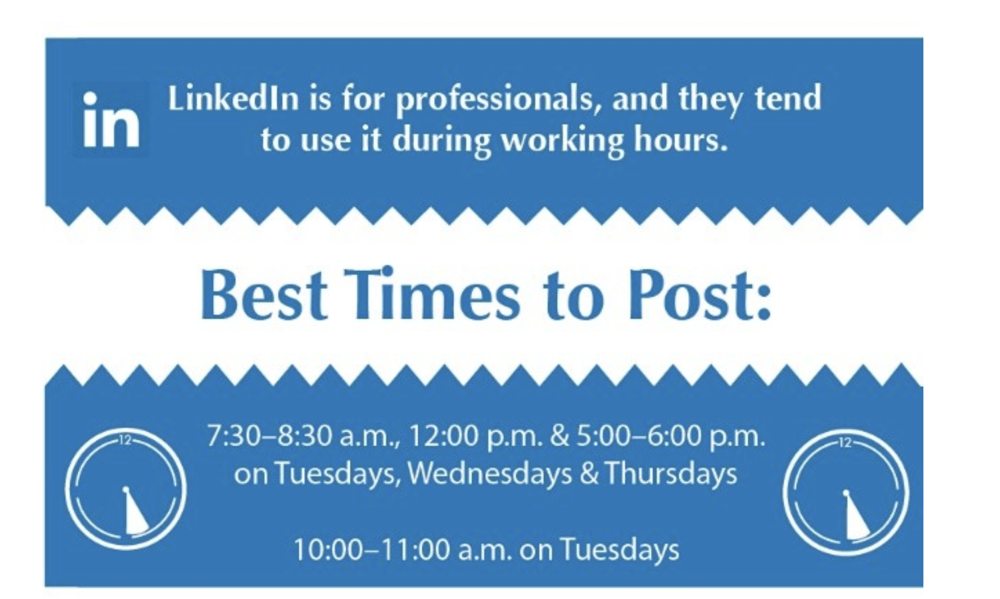 in
LinkedIn is for professionals, and they tend
to use it during working hours.
Best Times to Post:
12
12
7:30–8:30 a.m., 12:00 p.m. & 5:00–6:00 p.m.
on Tuesdays, Wednesdays & Thursdays
10:00–11:00 a.m. on Tuesdays